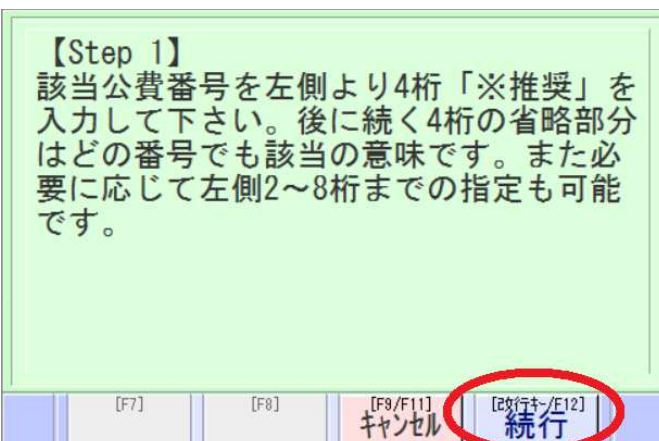 【Step 1】
該当公費番号を左側より4桁「※推奨」を
入力して下さい。後に続く4桁の省略部分
はどの番号でも該当の意味です。また必
要に応じて左側2～8桁までの指定も可能
です。
[F7] [F8] [F9/F11] [改行キー/F12]
キャンセル 続行